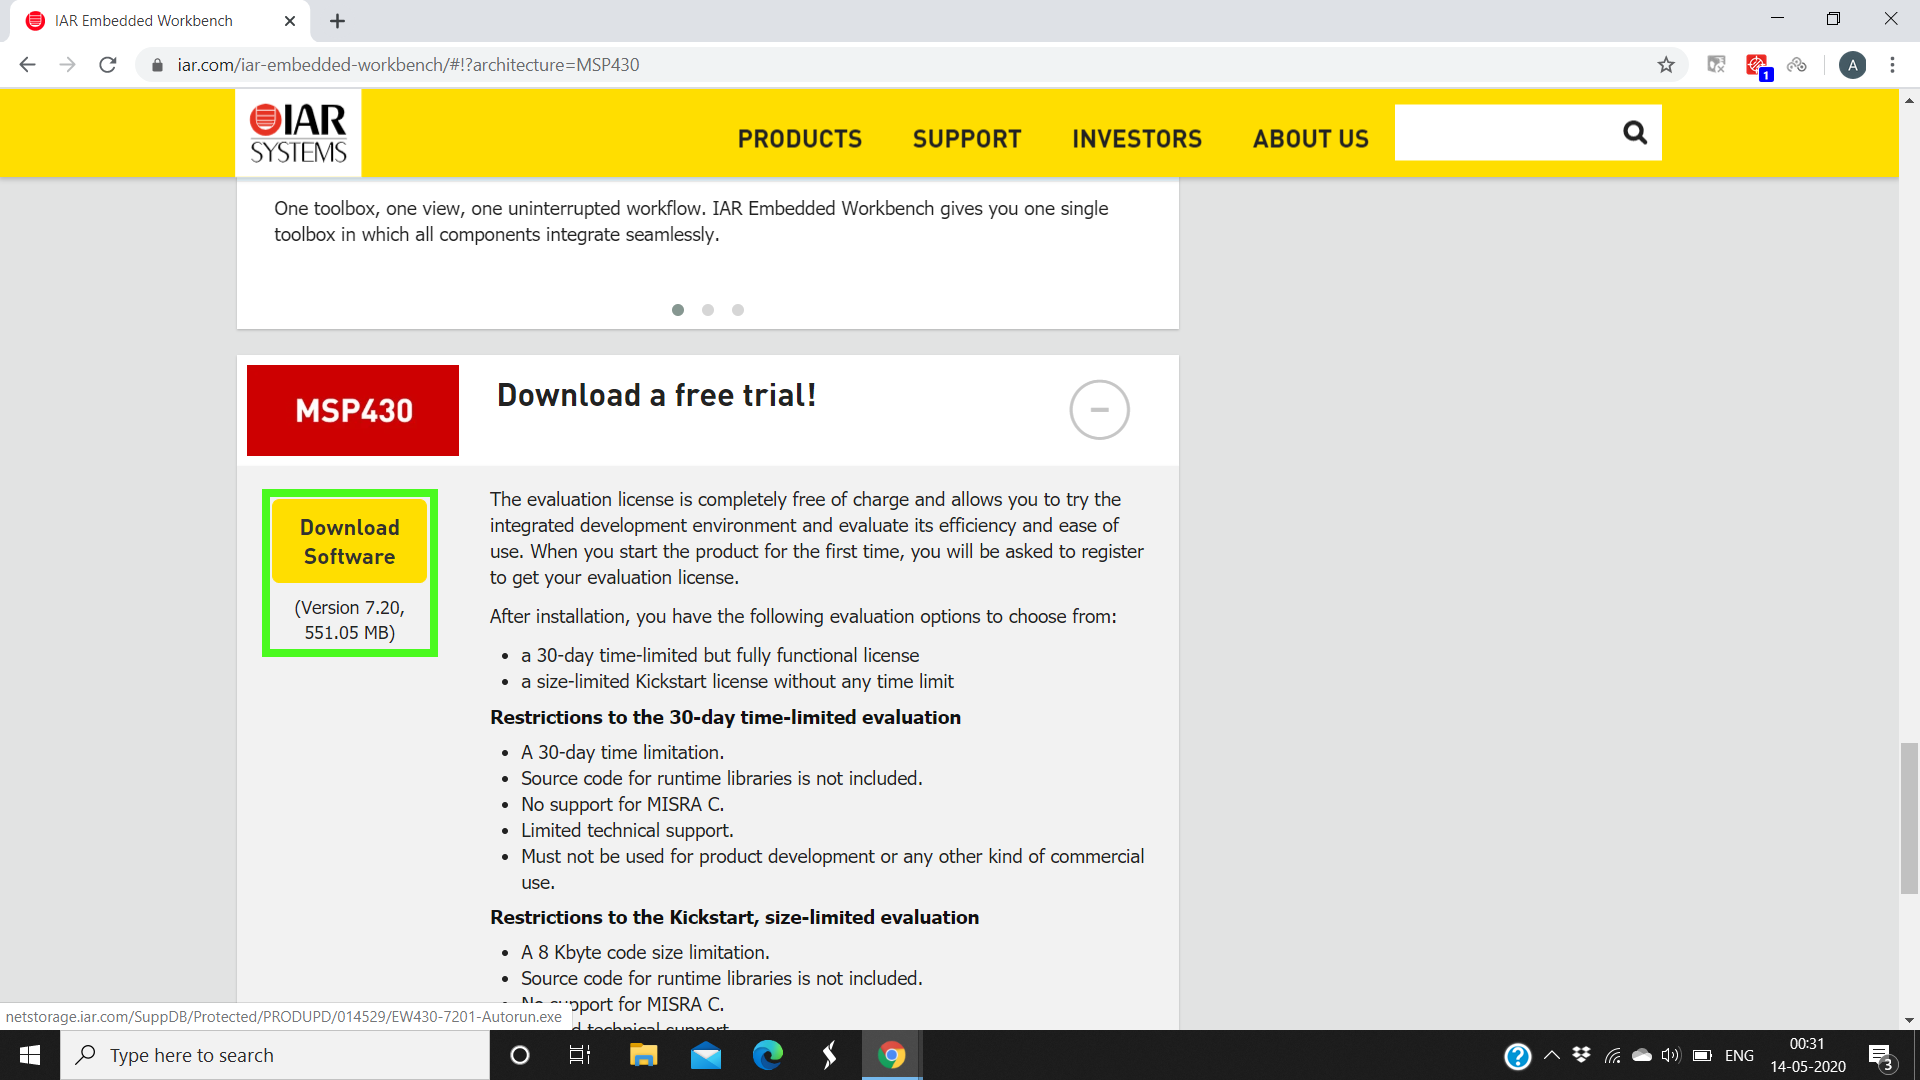 IAR Embedded Workbench
iar.com/iar-embedded-workbench/#!?architecture=MSP430
1
A
IAR
SYSTEMS
PRODUCTS SUPPORT INVESTORS ABOUT US
One toolbox, one view, one uninterrupted workflow. IAR Embedded Workbench gives you one single
toolbox in which all components integrate seamlessly.
MSP430
Download a free trial!
Download
Software
(Version 7.20,
551.05 MB)
The evaluation license is completely free of charge and allows you to try the
integrated development environment and evaluate its efficiency and ease of
use. When you start the product for the first time, you will be asked to register
to get your evaluation license.
After installation, you have the following evaluation options to choose from:
• a 30-day time-limited but fully functional license
• a size-limited Kickstart license without any time limit
Restrictions to the 30-day time-limited evaluation
• A 30-day time limitation.
• Source code for runtime libraries is not included.
• No support for MISRA C.
• Limited technical support.
• Must not be used for product development or any other kind of commercial
use.
Restrictions to the Kickstart, size-limited evaluation
• A 8 Kbyte code size limitation.
• Source code for runtime libraries is not included.
• No support for MISRA C.
technical support.
netstorage.iar.com/SuppDB/Protected/PRODUPD/014529/EW430-7201-Autorun.exe
Type here to search
ENG
00:31
14-05-2020
3